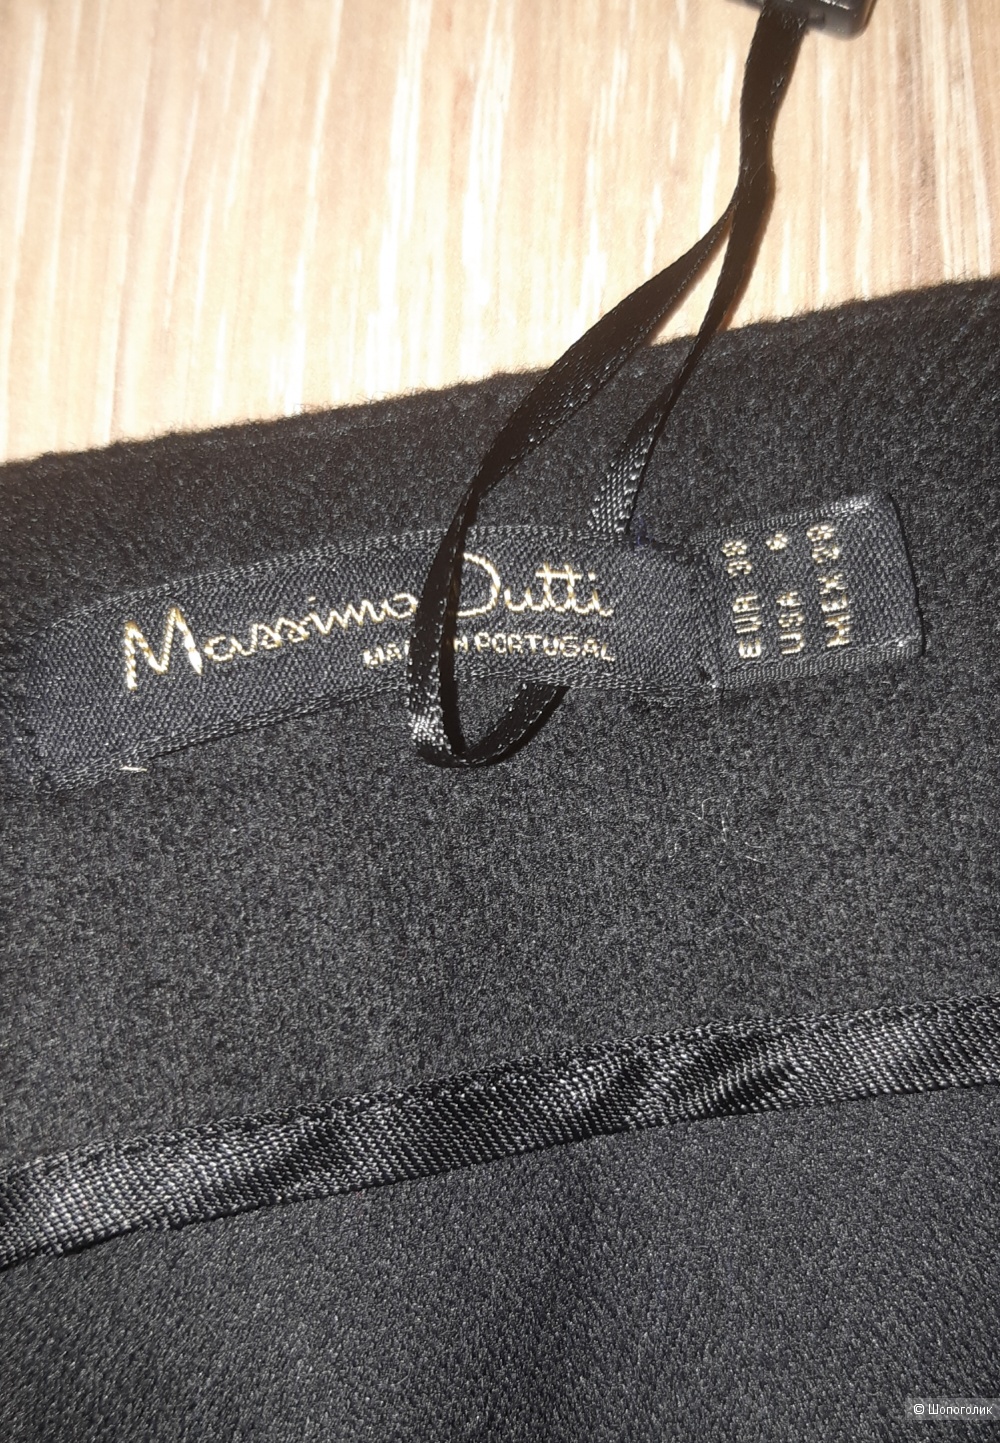 Massimo Dutti
MADE IN PORTUGAL
EUR 38
USA
MEX 28
© Шопоголик